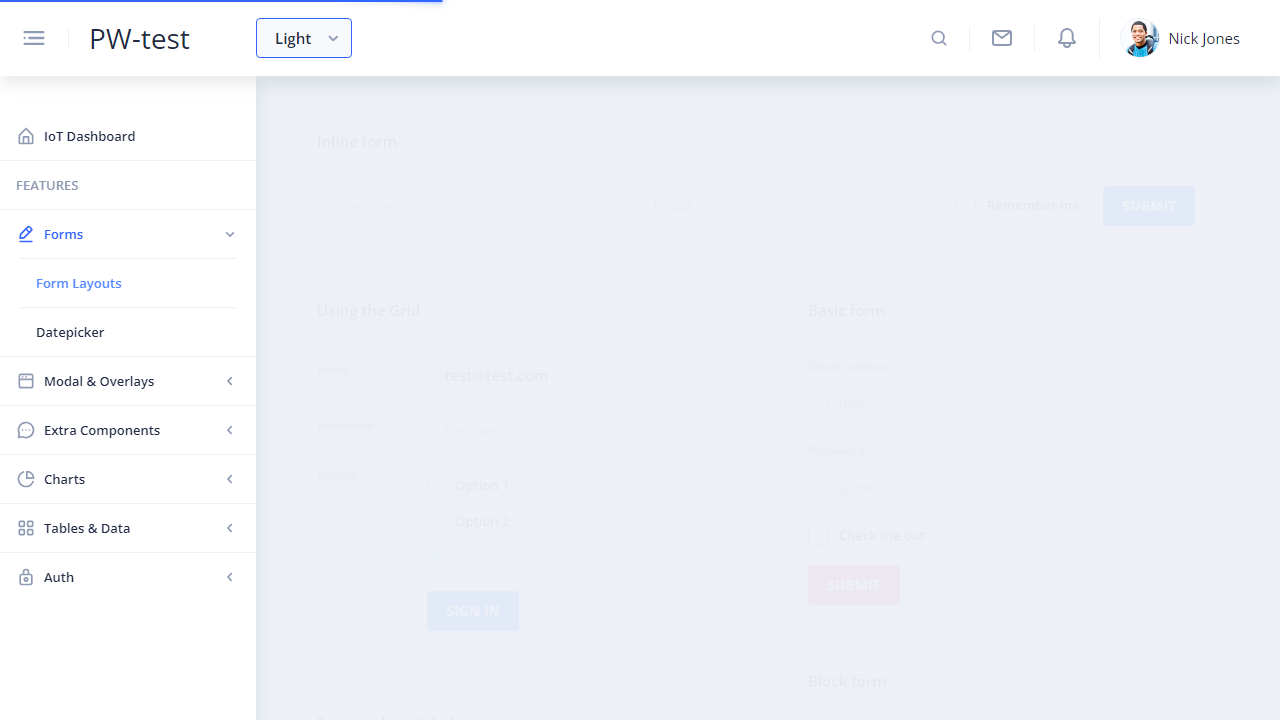 PW-test
Light
Nick Jones
IoT Dashboard
FEATURES
Forms
Form Layouts
Datepicker
Modal & Overlays
Extra Components
Charts
Tables & Data
Auth
Inline form
Jane Doe
Email
Remember me
SUBMIT
Using the Grid
Email
test@test.com
Password
Password
Radios
Option 1
Option 2
SIGN IN
Basic form
Email address
Email
Password
Password
Check me out
SUBMIT
Block form